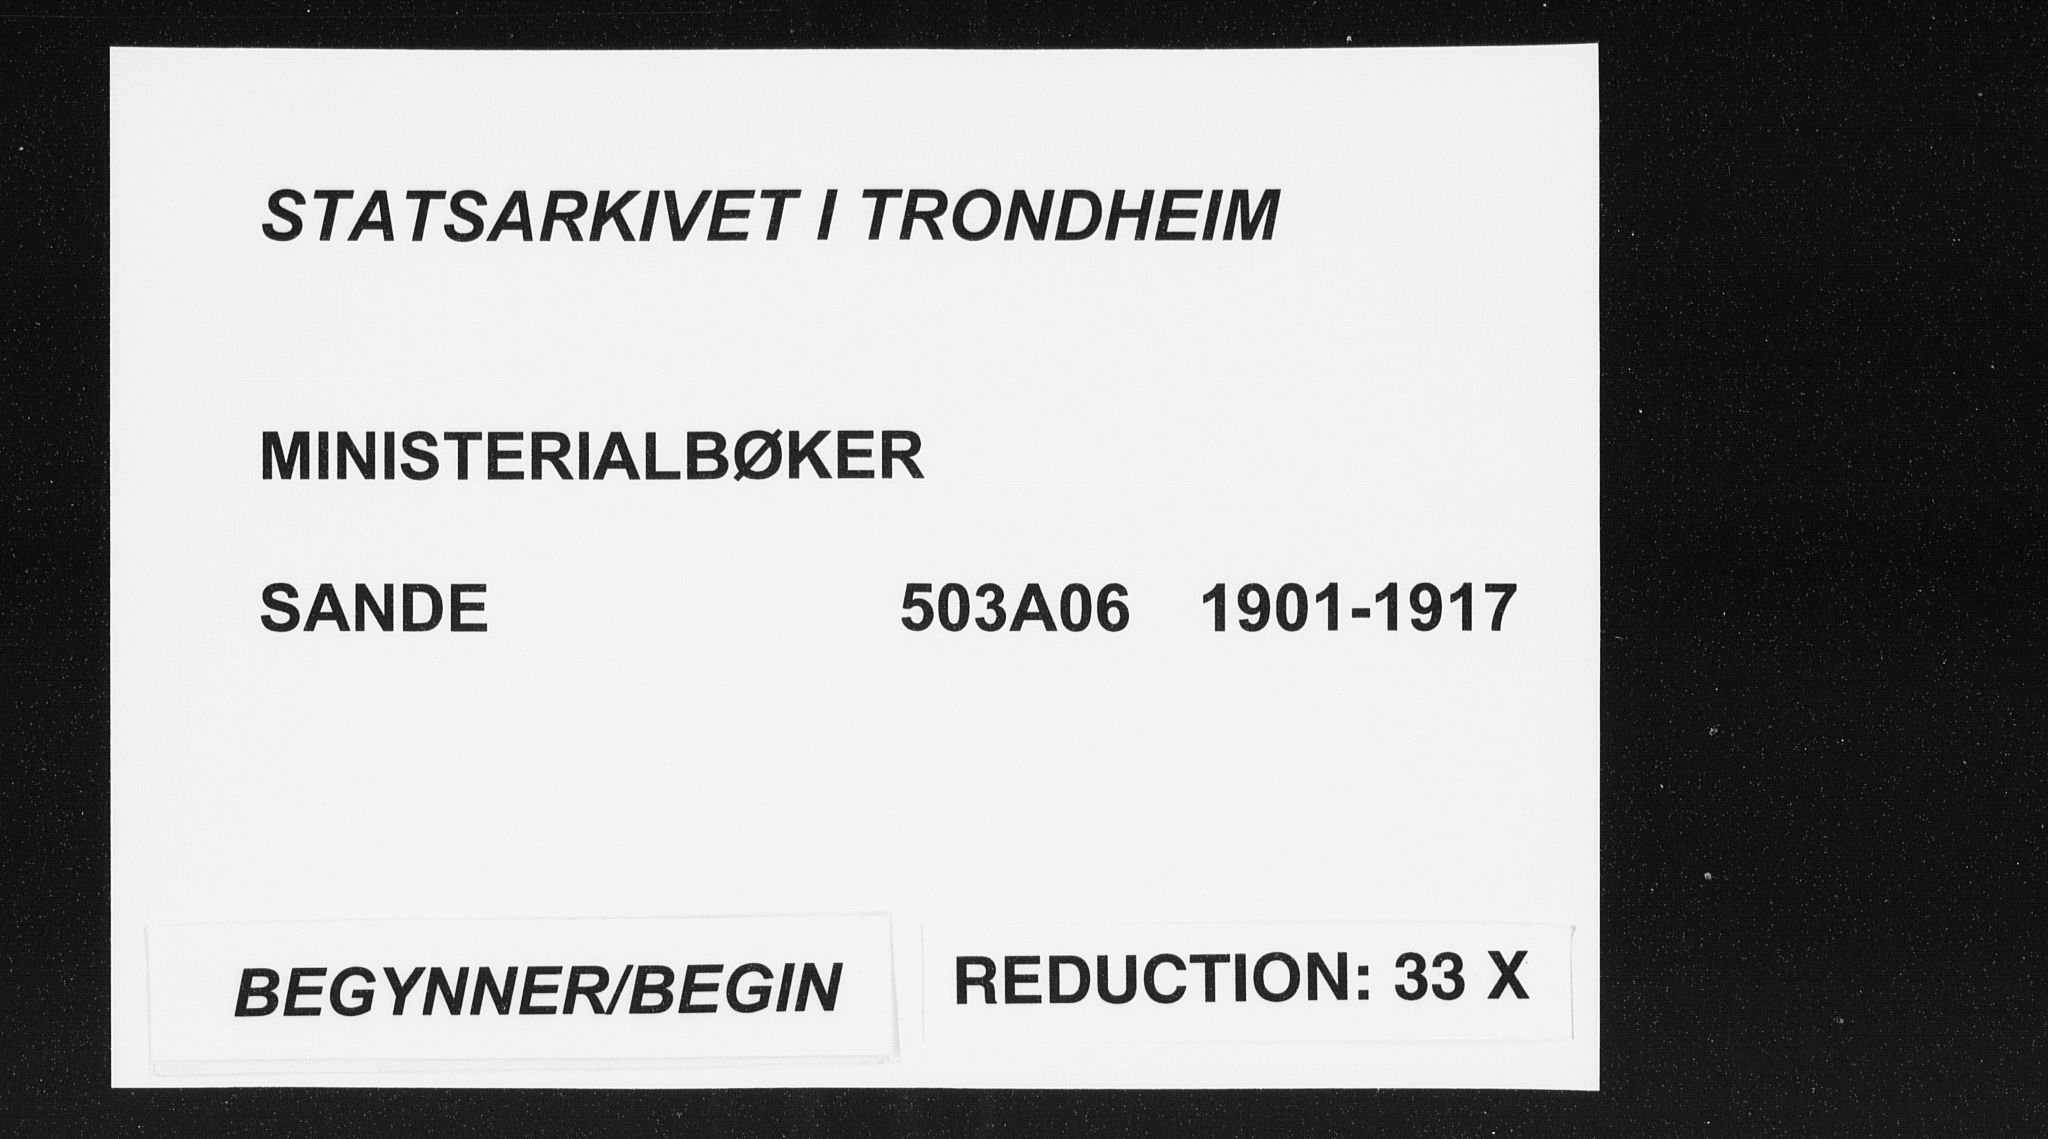 STATSARKIVET I TRONDHEIM
MINISTERIALBØKER
SANDE 503A06 1901-1917
BEGYNNER/BEGIN REDUCTION: 33 X